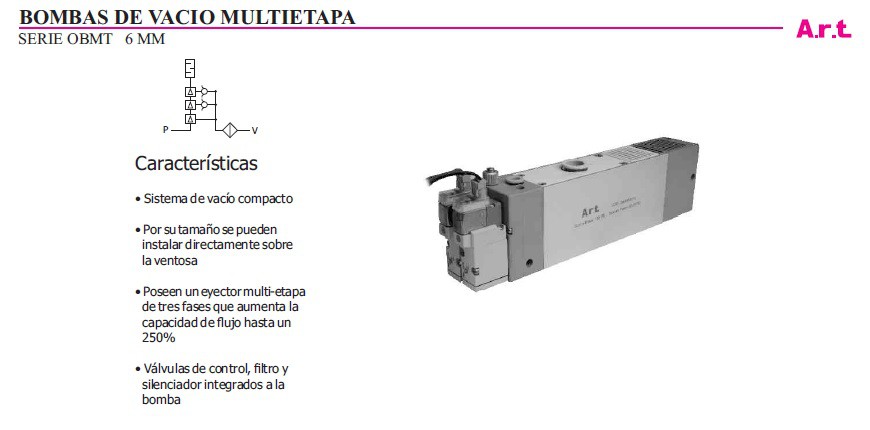 BOMBAS DE VACIO MULTIETAPA
SERIE OBMT 6 MM
A.r.t.
P
V
Características
• Sistema de vacío compacto
• Por su tamaño se pueden
instalar directamente sobre
la ventosa
• Poseen un eyector multi-etapa
de tres fases que aumenta la
capacidad de flujo hasta un
250%
• Válvulas de control, filtro y
silenciador integrados a la
bomba
A.r.t.